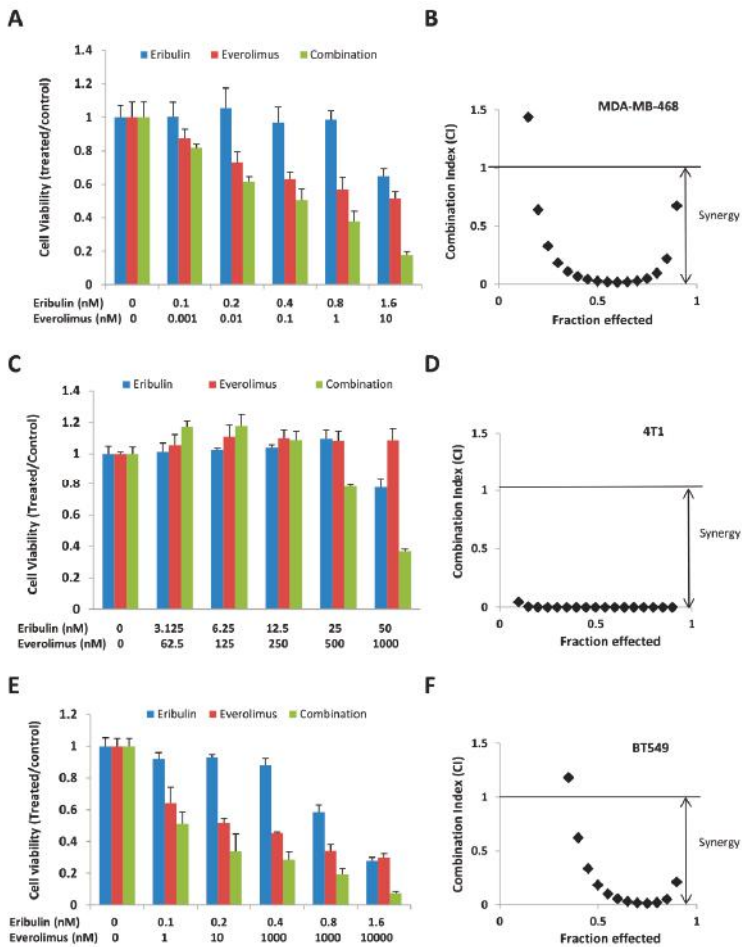 A
Eribulin Everolimus Combination
Cell Viability (treated/control)
1.4
1.2
1
0.8
0.6
0.4
0.2
0
Eribulin (nM) 0 0.1 0.2 0.4 0.8 1.6
Everolimus (nM) 0 0.001 0.01 0.1 1 10
B
MDA-MB-468
Combination Index (CI)
1.5
1
0.5
0
Synergy
0 0.5 1
Fraction effected
C
Eribulin Everolimus Combination
Cell Viability (Treated/Control)
1.4
1.2
1
0.8
0.6
0.4
0.2
0
Eribulin (nM) 0 3.125 6.25 12.5 25 50
Everolimus (nM) 0 62.5 125 250 500 1000
D
4T1
Combination Index (CI)
1.5
1
0.5
0
Synergy
0 0.5 1
Fraction effected
E
Eribulin Everolimus Combination
Cell viability (Treated/Control)
1.2
1
0.8
0.6
0.4
0.2
0
Eribulin (nM) 0 0.1 0.2 0.4 0.8 1.6
Everolimus (nM) 0 1 10 1000 1000 10000
F
BT549
Combination Index (CI)
1.5
1
0.5
0
Synergy
0 0.5 1
Fraction effected